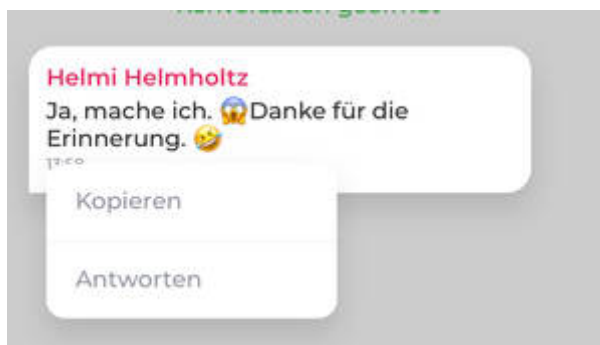 Helmi Helmholtz
Ja, mache ich. 😱Danke für die
Erinnerung. 🤣
Kopieren
Antworten